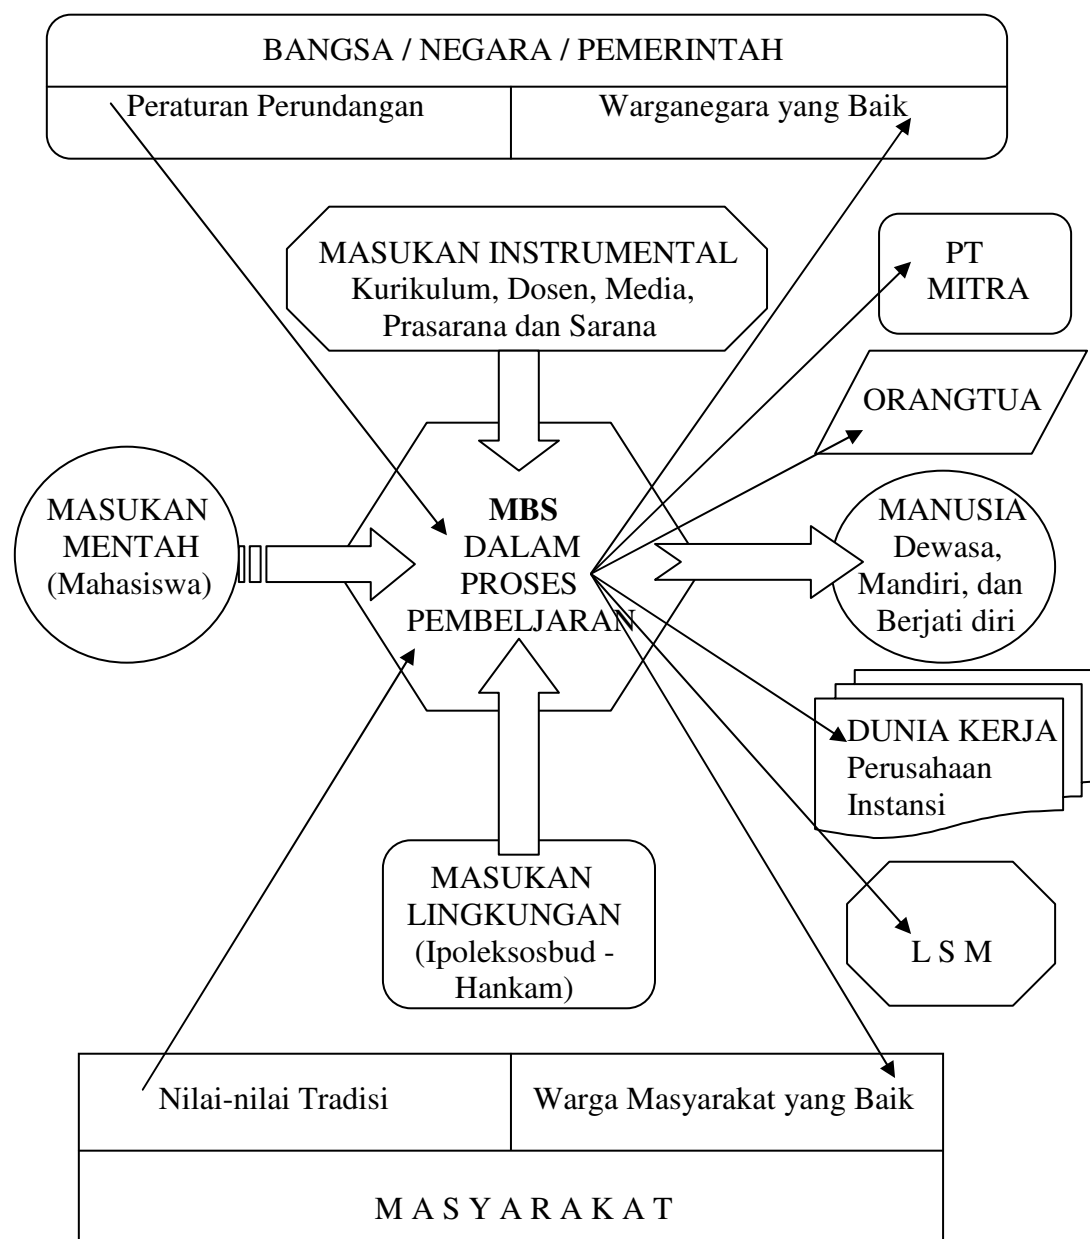 BANGSA / NEGARA / PEMERINTAH
Peraturan Perundangan
Warganegara yang Baik
MASUKAN INSTRUMENTAL
Kurikulum, Dosen, Media,
Prasarana dan Sarana
PT
MITRA
ORANGTUA
MASUKAN
MENTAH
(Mahasiswa)
MBS
DALAM
PROSES
PEMBELJARAN
MANUSIA
Dewasa,
Mandiri, dan
Berjati diri
DUNIA KERJA
Perusahaan
Instansi
MASUKAN
LINGKUNGAN
(Ipoleksosbud -
Hankam)
L S M
Nilai-nilai Tradisi
Warga Masyarakat yang Baik
M A S Y A R A K A T